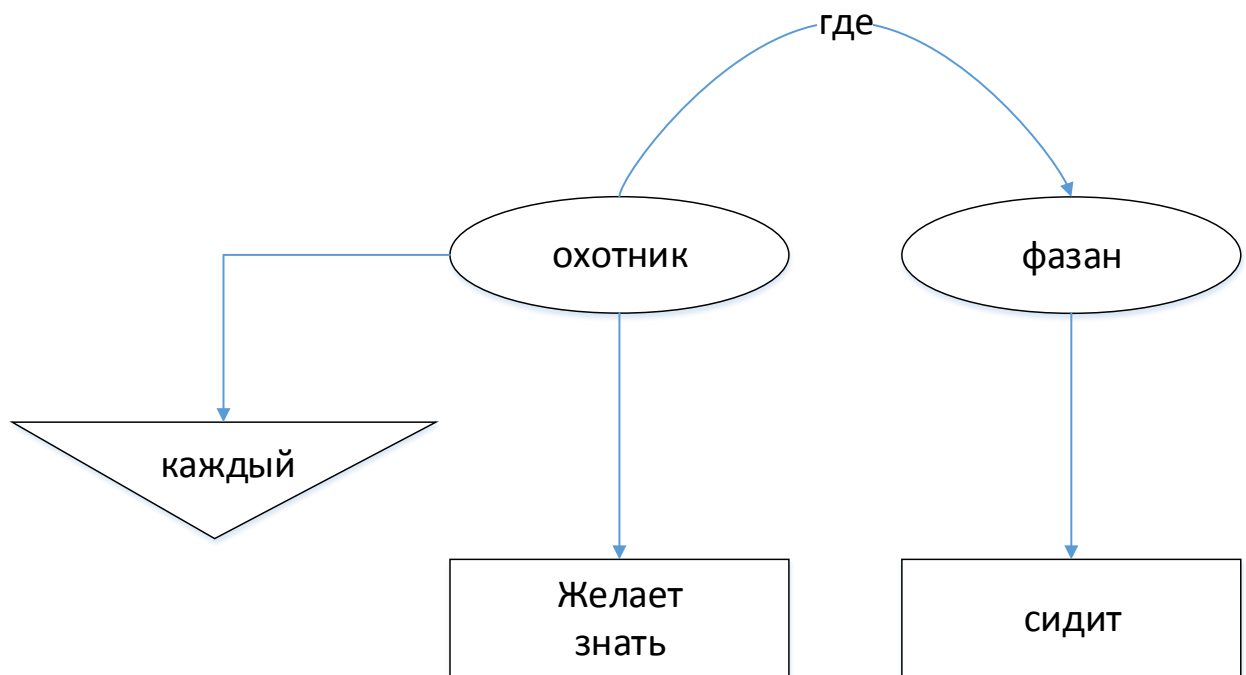 где
охотник
фазан
каждый
Желает
знать
сидит